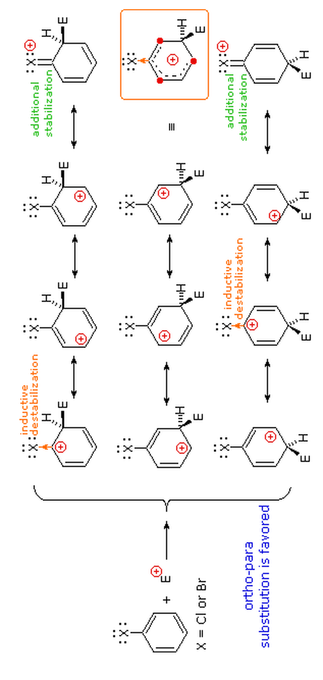 inductive
destabilization
additional
stabilization
:Ẍ: H E
:Ẍ: H E
:Ẍ: H E
⊕ :X H E
:Ẍ: + E⊕
X = Cl or Br
:Ẍ: H E
:Ẍ: H E
:Ẍ: H E
≡
:Ẍ: H E
ortho-para
substitution is favored
inductive
destabilization
additional
stabilization
:Ẍ: H E
:Ẍ: H E
:Ẍ: H E
⊕ :X H E